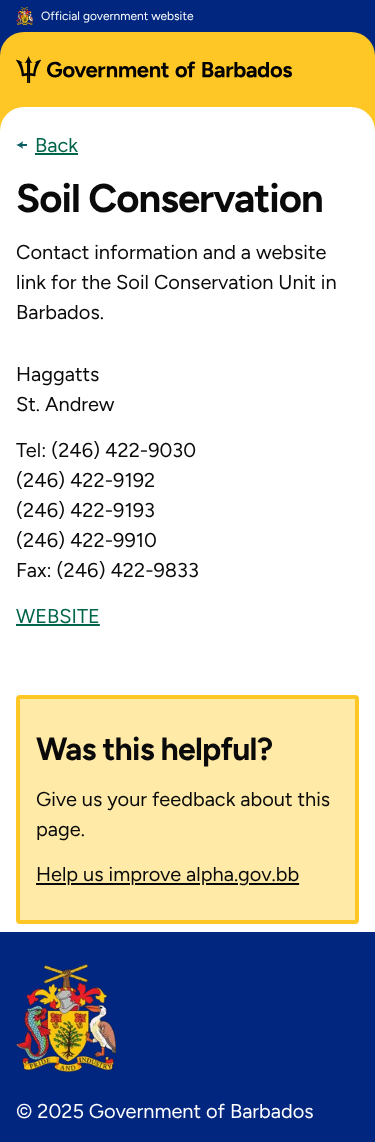 Official government website
Government of Barbados
Back
Soil Conservation
Contact information and a website
link for the Soil Conservation Unit in
Barbados.
Haggatts
St. Andrew
Tel: (246) 422-9030
(246) 422-9192
(246) 422-9193
(246) 422-9910
Fax: (246) 422-9833
WEBSITE
Was this helpful?
Give us your feedback about this
page.
Help us improve alpha.gov.bb
PRIDE AND INDUSTRY
© 2025 Government of Barbados